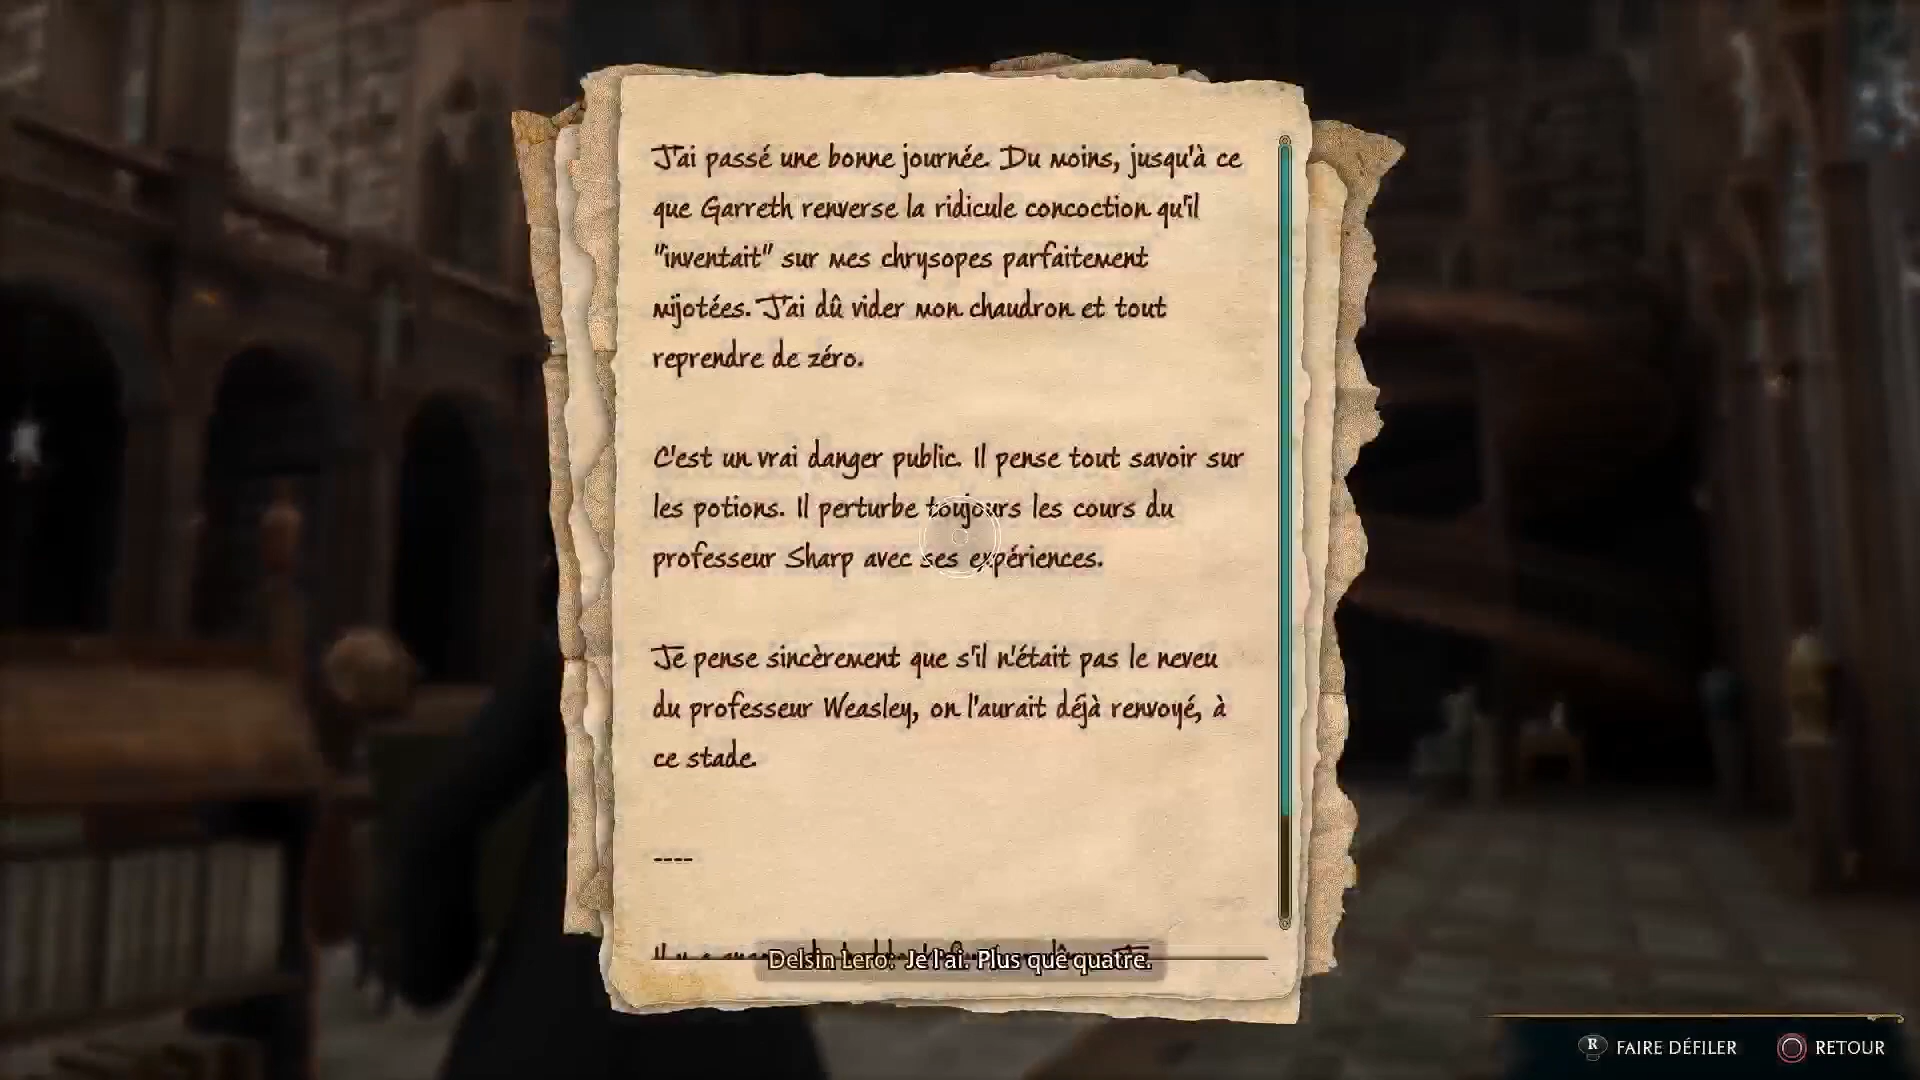 J'ai passé une bonne journée. Du moins, jusqu'à ce
que Garreth renverse la ridicule concoction qu'il
"inventait" sur mes chrysopes parfaitement
mijotées. J'ai dû vider mon chaudron et tout
reprendre de zéro.
C'est un vrai danger public. Il pense tout savoir sur
les potions. Il perturbe toujours les cours du
professeur Sharp avec ses expériences.
Je pense sincèrement que s'il n'était pas le neveu
du professeur Weasley, on l'aurait déjà renvoyé, à
ce stade.
----
Delsin Lero: Je l'ai. Plus que quatre.
R FAIRE DÉFILER
RETOUR